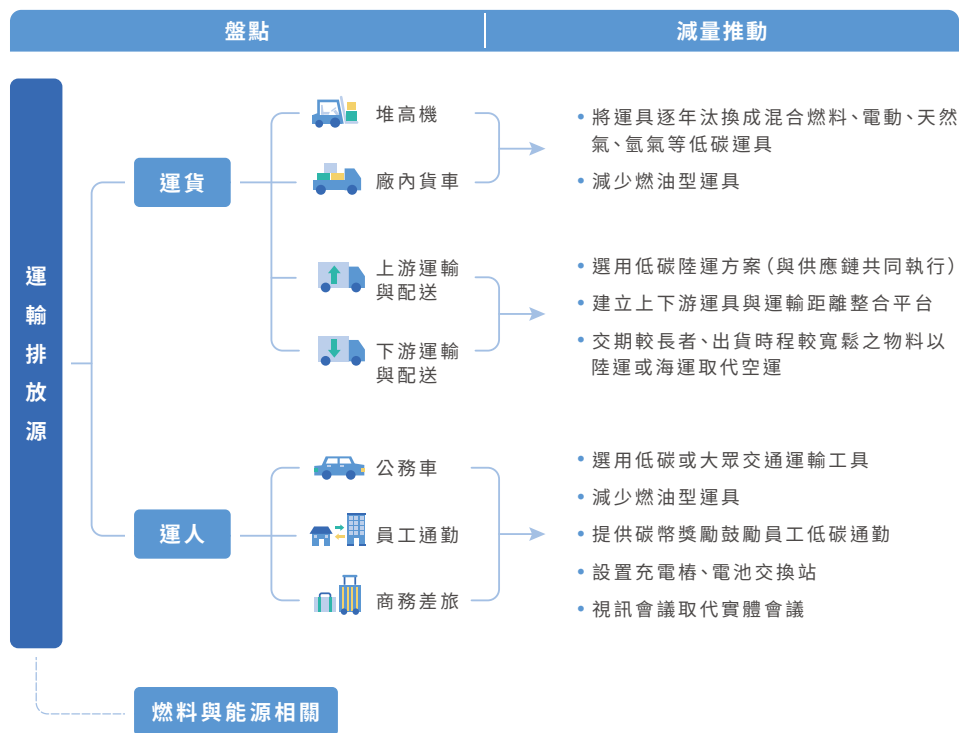 盤點
減量推動
運輸排放源
運貨
堆高機
廠內貨車
將運具逐年汰換成混合燃料、電動、天然
氣、氫氣等低碳運具
減少燃油型運具
上游運輸
與配送
下游運輸
與配送
選用低碳陸運方案(與供應鏈共同執行)
建立上下游運具與運輸距離整合平台
交期較長者、出貨時程較寬鬆之物料以
陸運或海運取代空運
運人
公務車
員工通勤
商務差旅
選用低碳或大眾交通運輸工具
減少燃油型運具
提供碳幣獎勵鼓勵員工低碳通勤
設置充電樁、電池交換站
視訊會議取代實體會議
燃料與能源相關